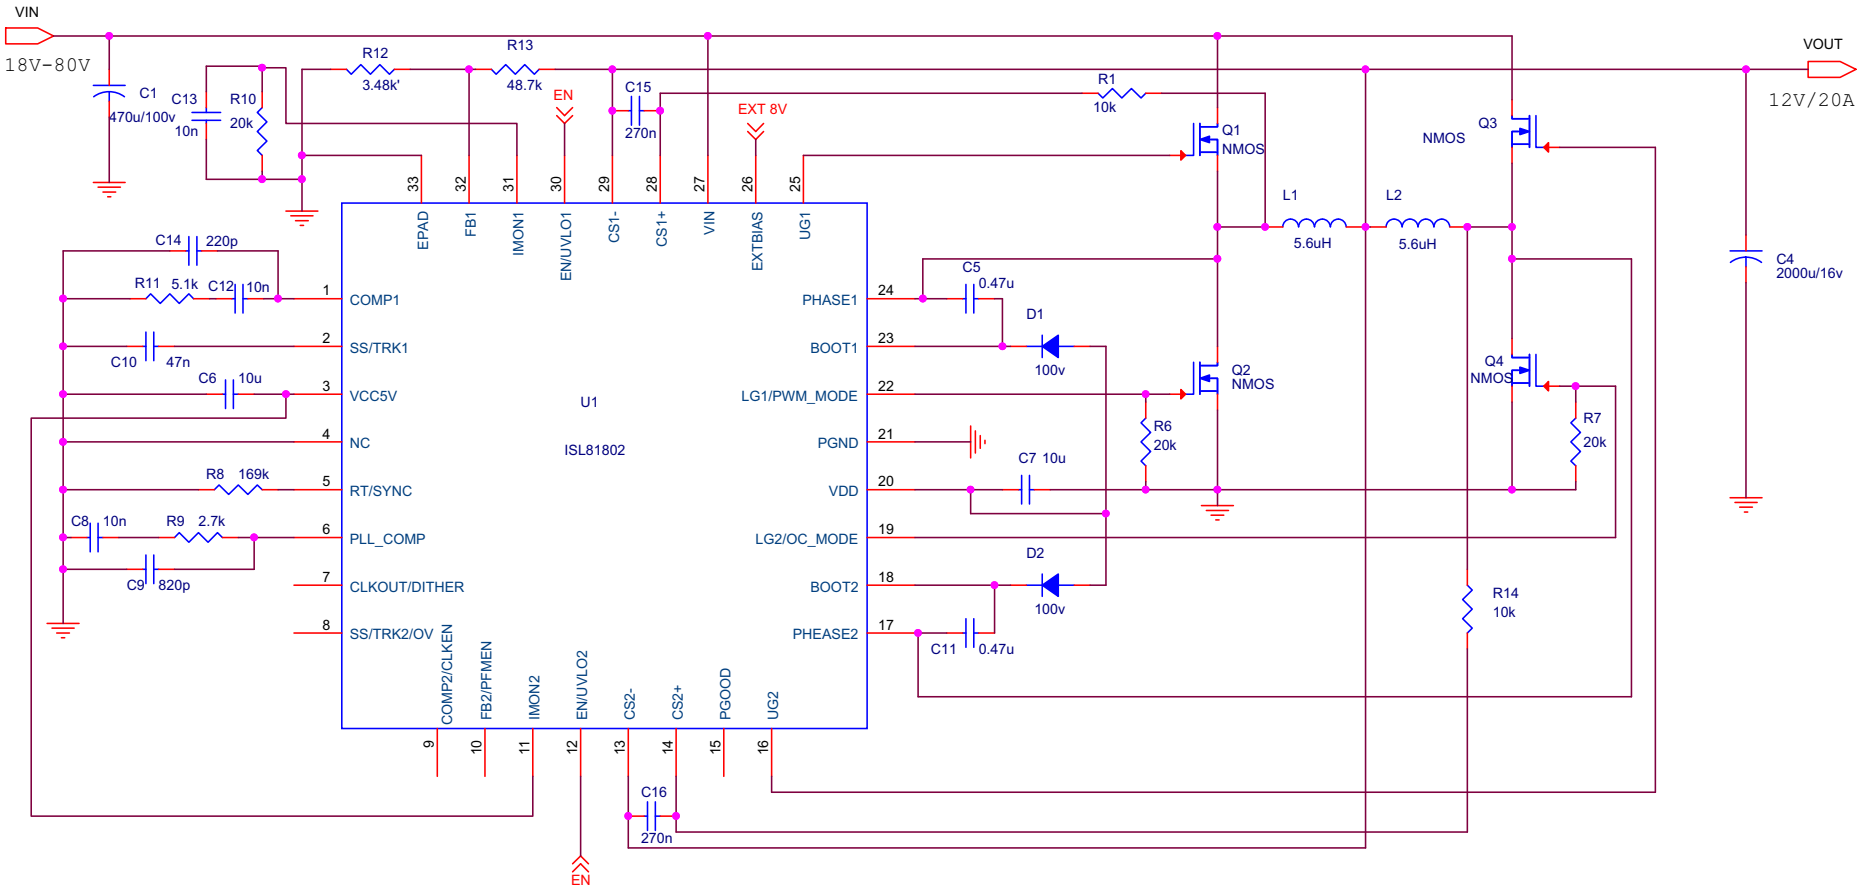 VIN
18V-80V
C1
470u/100v
C13
10n
R10
20k
R12
3.48k'
R13
48.7k
EN
C15
270n
EXT 8V
R1
10k
Q1
NMOS
Q3
NMOS
VOUT
12V/20A
33
32
31
30
29
28
27
26
25
EPAD
FB1
IMON1
EN/UVLO1
CS1-
CS1+
VIN
EXTBIAS
UG1
L1
5.6uH
L2
5.6uH
C4
2000u/16v
C14 220p
R11 5.1k
C12 10n
1 COMP1
C10 47n
2 SS/TRK1
C6 10u
3 VCC5V
4 NC
R8 169k
5 RT/SYNC
C8 10n
R9 2.7k
6 PLL_COMP
C9 820p
7 CLKOUT/DITHER
8 SS/TRK2/OV
U1
ISL81802
PHASE1 24
C5
0.47u
BOOT1 23
D1
100v
LG1/PWM_MODE 22
Q2
NMOS
Q4
NMOS
R6
20k
R7
20k
PGND 21
C7 10u
VDD 20
LG2/OC_MODE 19
D2
100v
BOOT2 18
PHEASE2 17
C11 0.47u
R14
10k
COMP2/CLKEN
FB2/PFMEN
IMON2
EN/UVLO2
CS2-
CS2+
PGOOD
UG2
9
10
11
12
13
14
15
16
C16
270n
EN